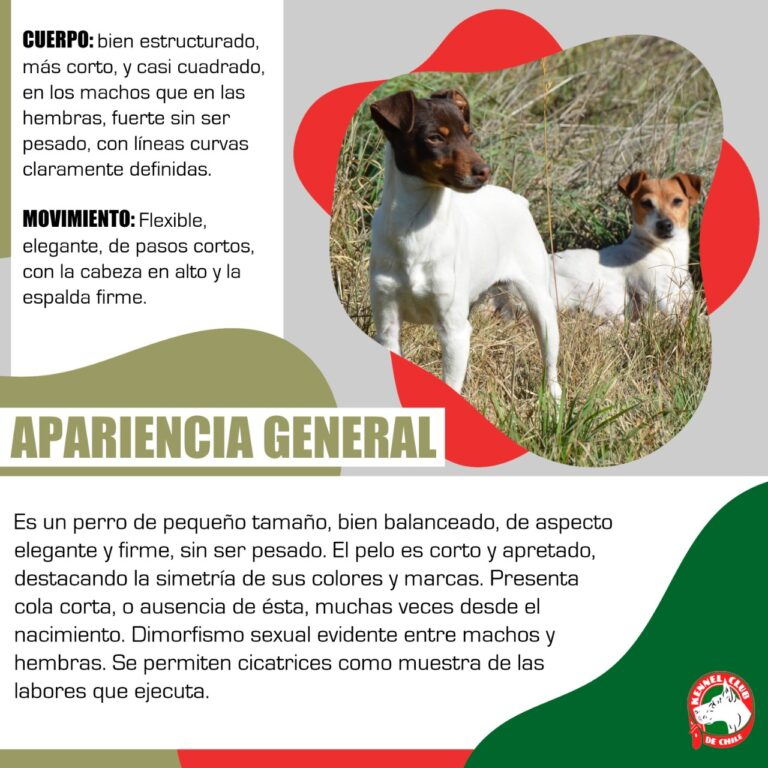 CUERPO: bien estructurado,
más corto, y casi cuadrado,
en los machos que en las
hembras, fuerte sin ser
pesado, con líneas curvas
claramente definidas.
MOVIMIENTO: Flexible,
elegante, de pasos cortos,
con la cabeza en alto y la
espalda firme.
APARIENCIA GENERAL
Es un perro de pequeño tamaño, bien balanceado, de aspecto
elegante y firme, sin ser pesado. El pelo es corto y apretado,
destacando la simetría de sus colores y marcas. Presenta
cola corta, o ausencia de ésta, muchas veces desde el
nacimiento. Dimorfismo sexual evidente entre machos y
hembras. Se permiten cicatrices como muestra de las
labores que ejecuta.
KENNEL CLUB
DE CHILE